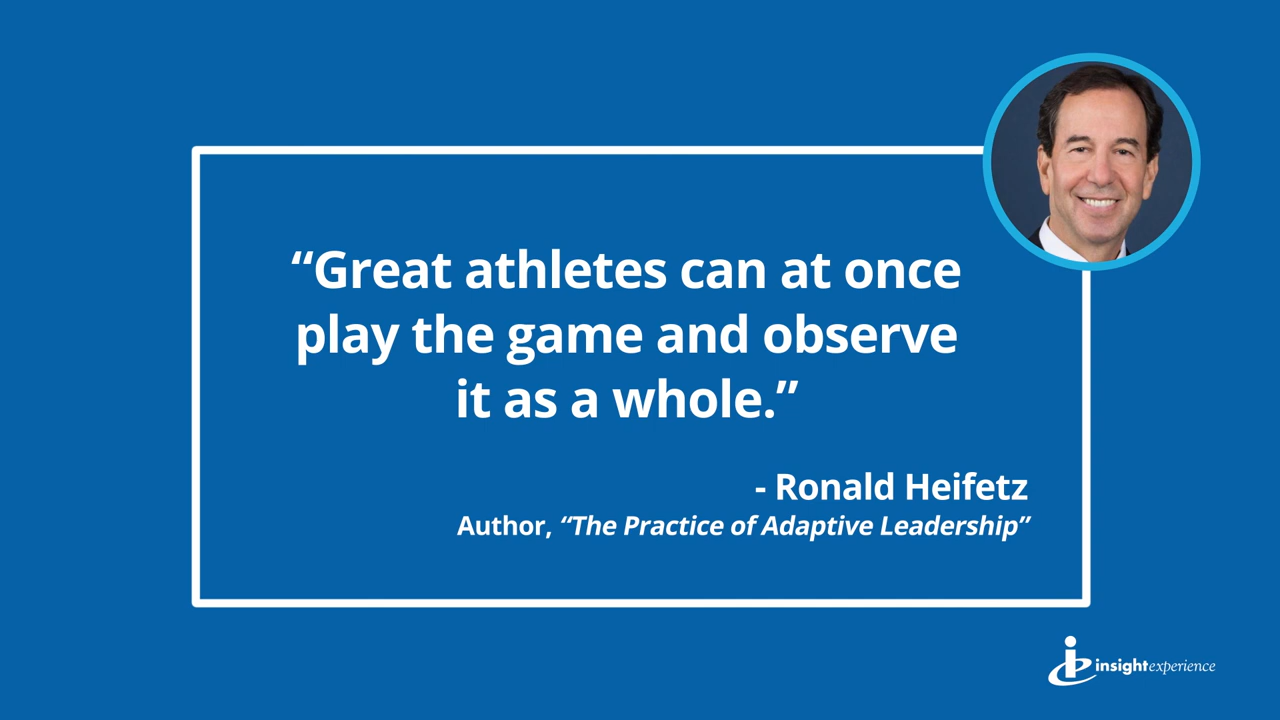 “Great athletes can at once
play the game and observe
it as a whole.”
- Ronald Heifetz
Author, “The Practice of Adaptive Leadership”
insightexperience